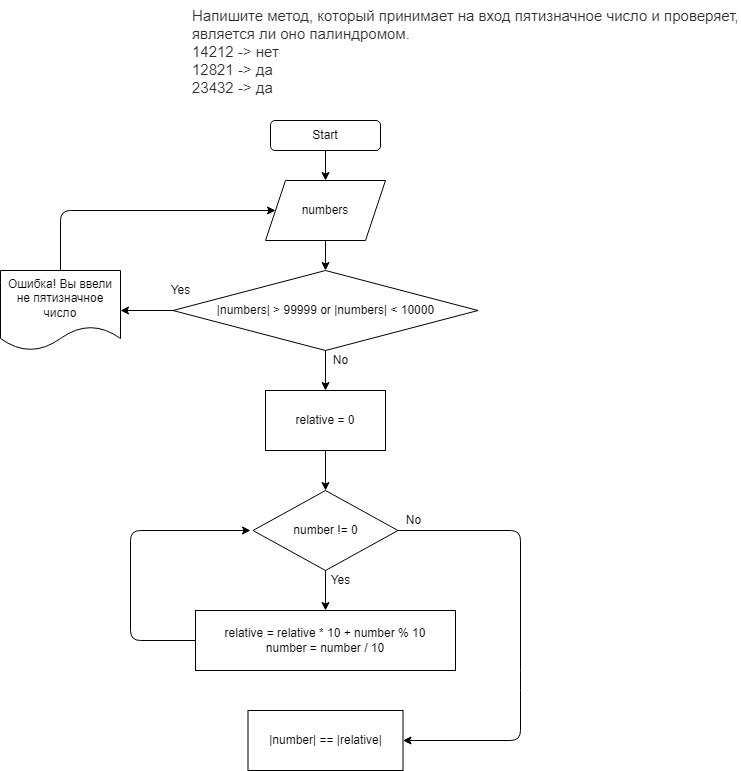 Напишите метод, который принимает на вход пятизначное число и проверяет,
является ли оно палиндромом.
14212 -> нет
12821 -> да
23432 -> да
Start
numbers
Ошибка! Вы ввели
не пятизначное
число
Yes
|numbers| > 99999 or |numbers| < 10000
No
relative = 0
number != 0
No
Yes
relative = relative * 10 + number % 10
number = number / 10
|number| == |relative|